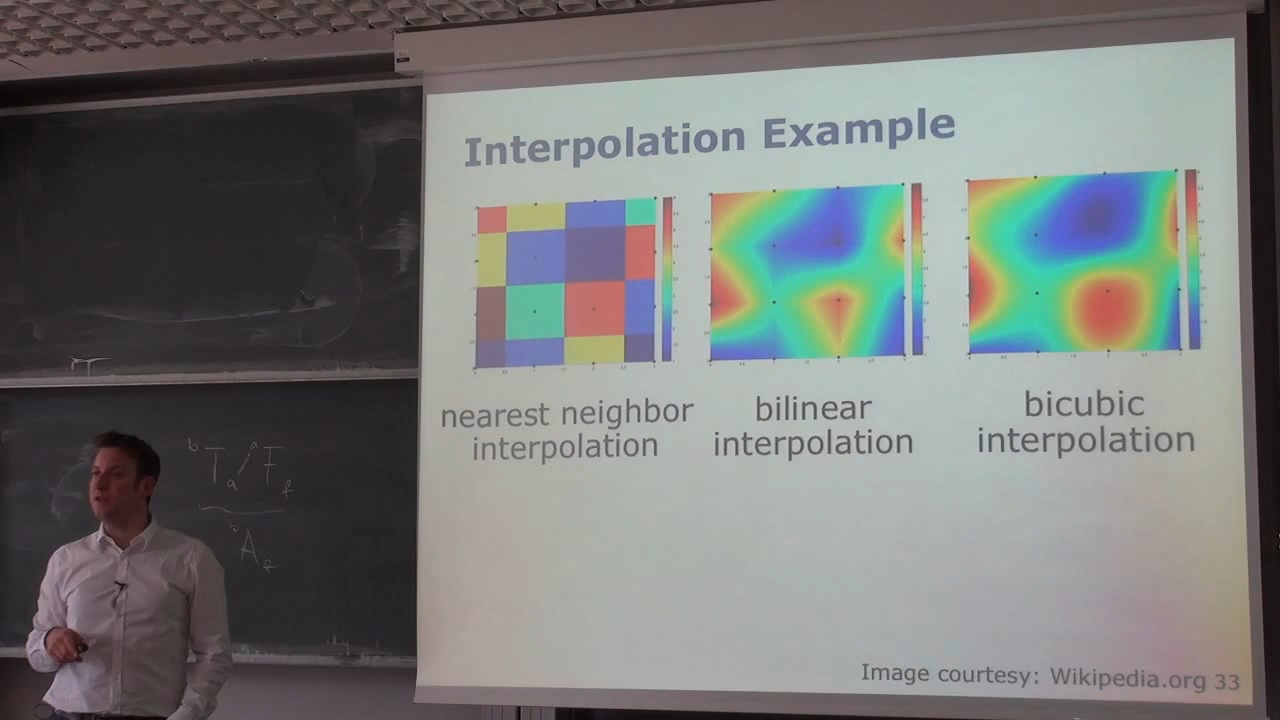 Interpolation Example
nearest neighbor
interpolation
bilinear
interpolation
bicubic
interpolation
Image courtesy: Wikipedia.org 33
b T a a F
b A